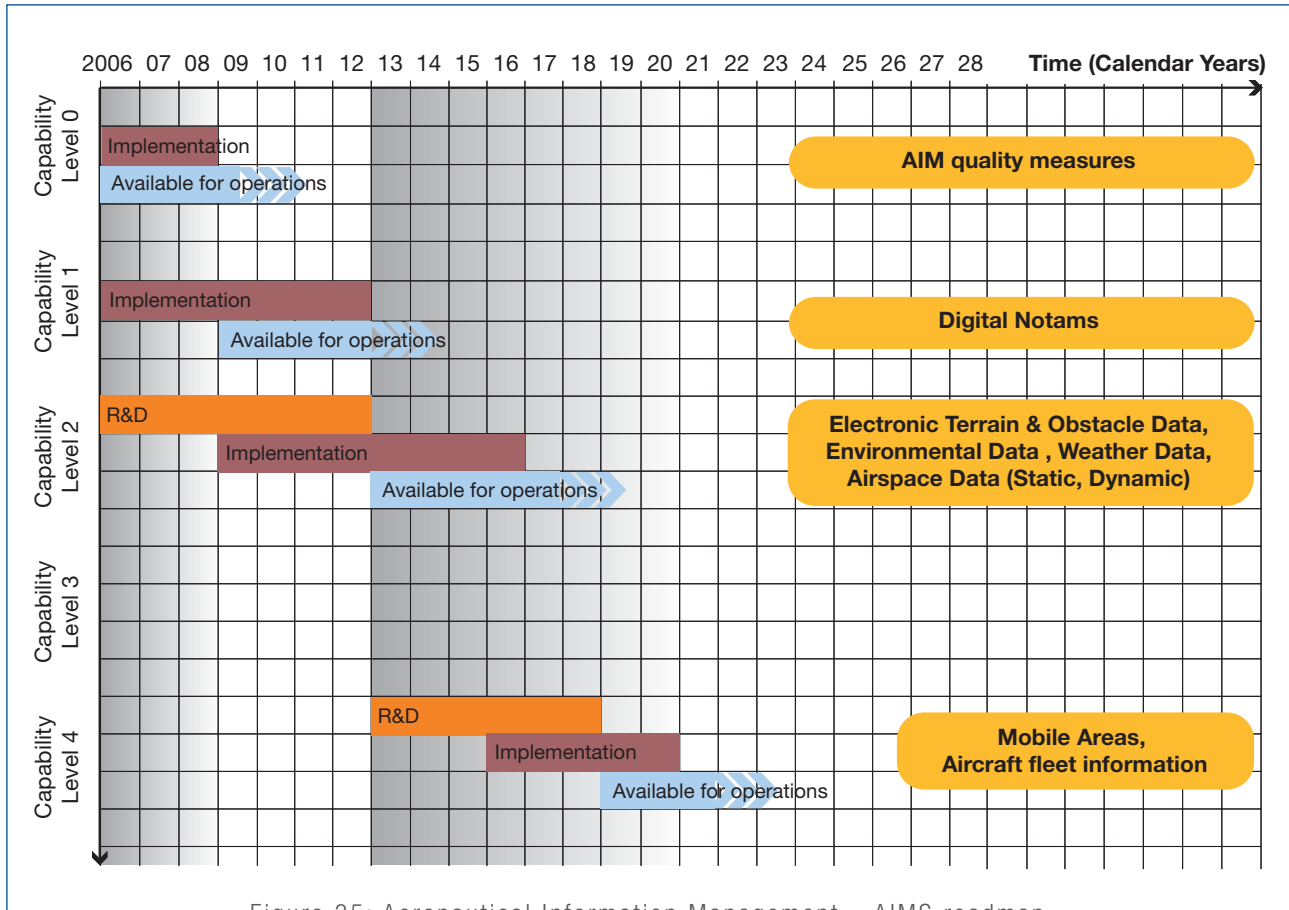 2006 07 08 09 10 11 12 13 14 15 16 17 18 19 20 21 22 23 24 25 26 27 28 Time (Calendar Years)
Capability
Level 0
Implementation
Available for operations
AIM quality measures
Capability
Level 1
Implementation
Available for operations
Digital Notams
Capability
Level 2
R&D
Implementation
Available for operations
Electronic Terrain & Obstacle Data,
Environmental Data , Weather Data,
Airspace Data (Static, Dynamic)
Capability
Level 3
Capability
Level 4
R&D
Implementation
Available for operations
Mobile Areas,
Aircraft fleet information